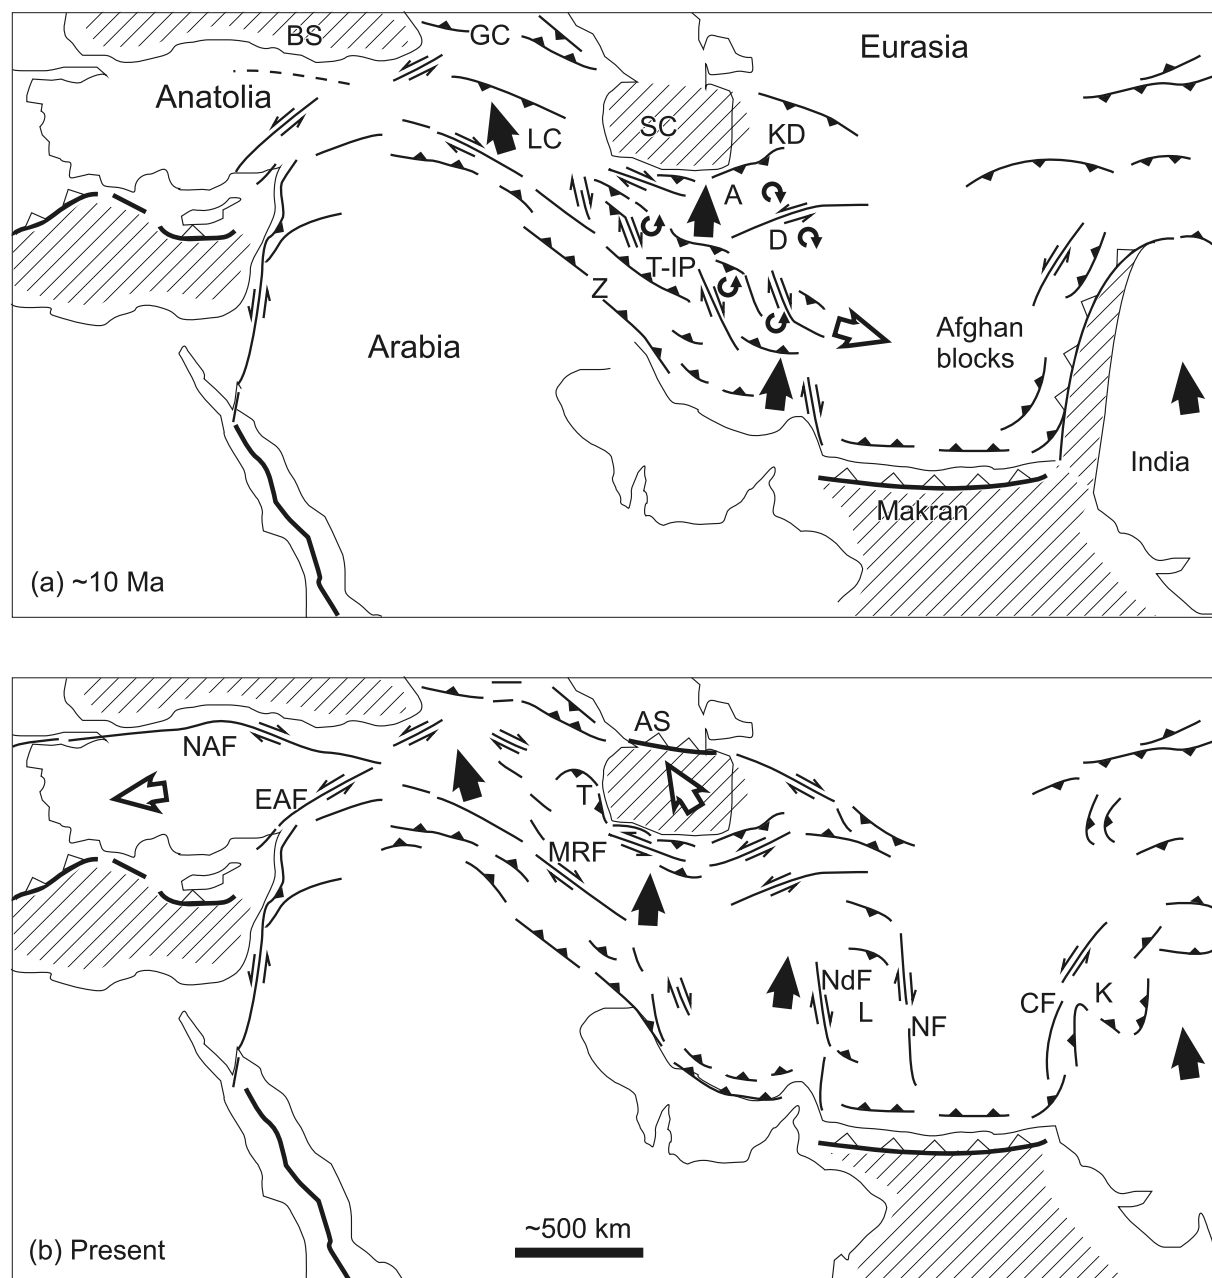 BS
GC
Eurasia
Anatolia
LC
SC
KD
A
D
T-IP
Z
Arabia
Afghan
blocks
India
Makran
(a) ~10 Ma
AS
NAF
EAF
T
MRF
NdF
L
NF
CF
K
~500 km
(b) Present